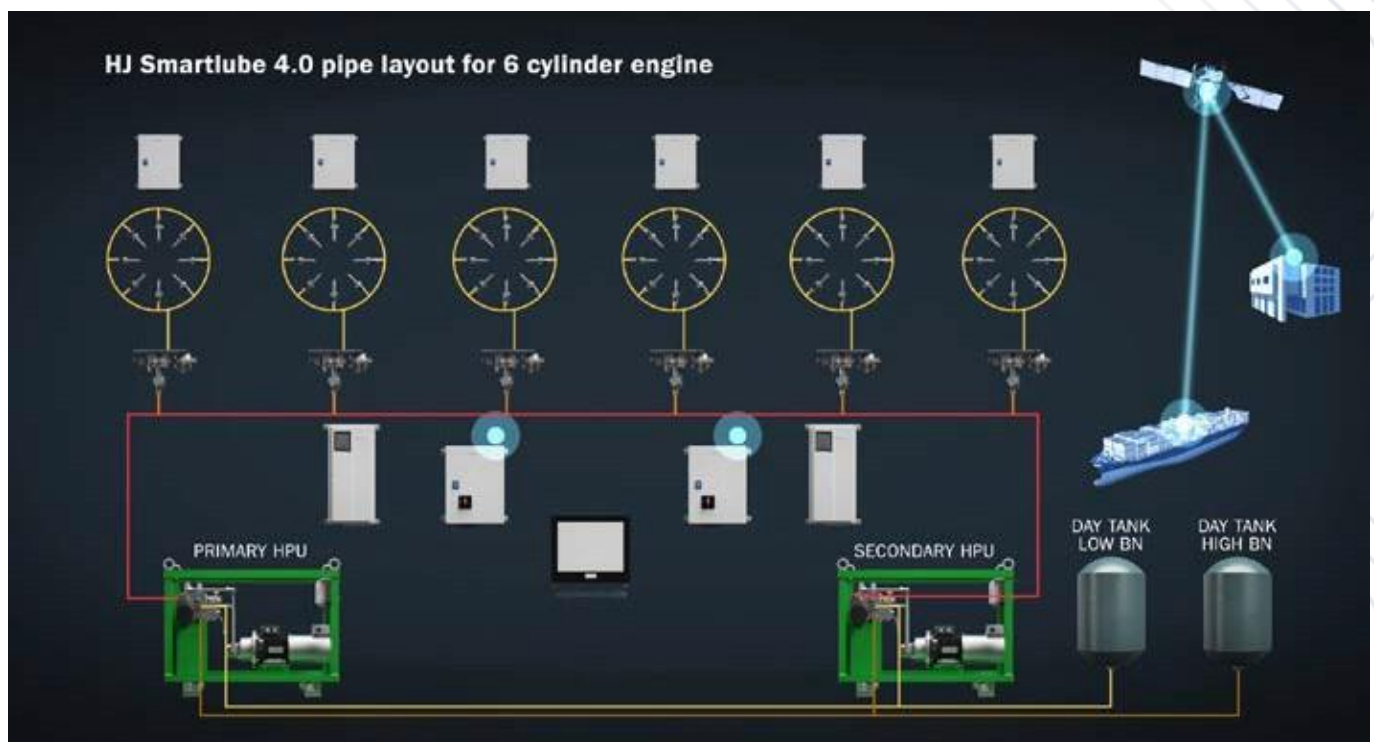 HJ Smartlube 4.0 pipe layout for 6 cylinder engine
PRIMARY HPU
SECONDARY HPU
DAY TANK
LOW BN
DAY TANK
HIGH BN